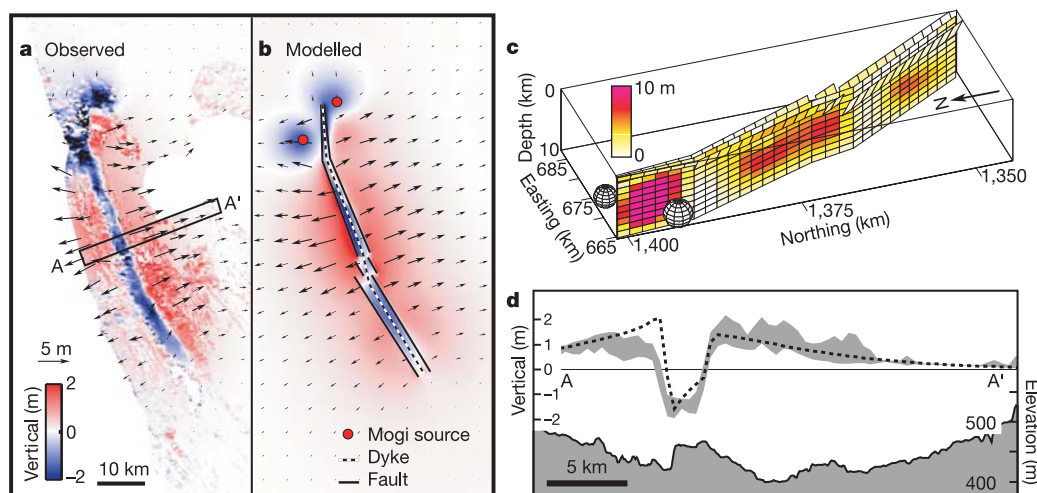 a Observed
A
A'
5 m
Vertical (m)
2
0
−2
10 km
b Modelled
Mogi source
Dyke
Fault
c
Depth (km)
0
10
10 m
0
N
685
675
665
Easting (km)
1,400
1,375
1,350
Northing (km)
d
Vertical (m)
2
1
0
−1
−2
A
A'
Elevation (m)
500
400
5 km